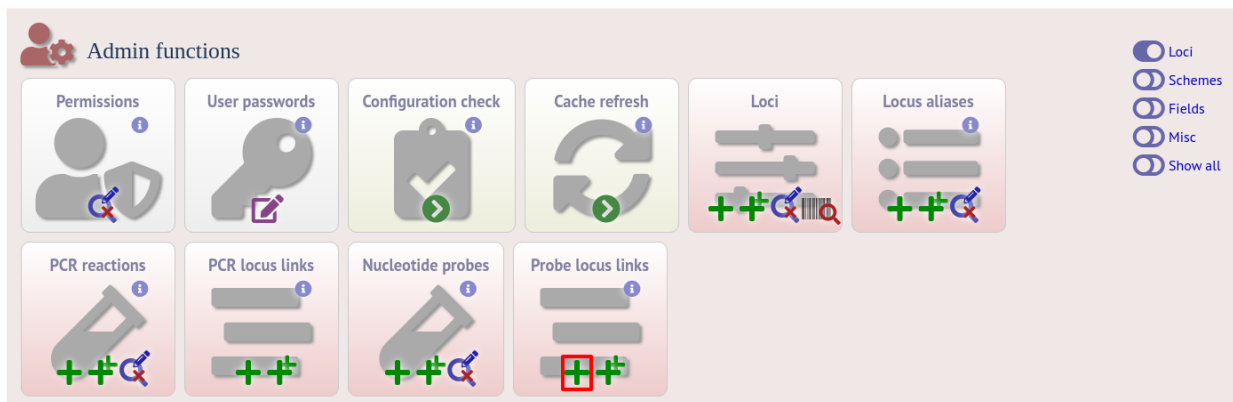 Admin functions
Loci
Schemes
Fields
Misc
Show all
Permissions
User passwords
Configuration check
Cache refresh
Loci
Locus aliases
PCR reactions
PCR locus links
Nucleotide probes
Probe locus links